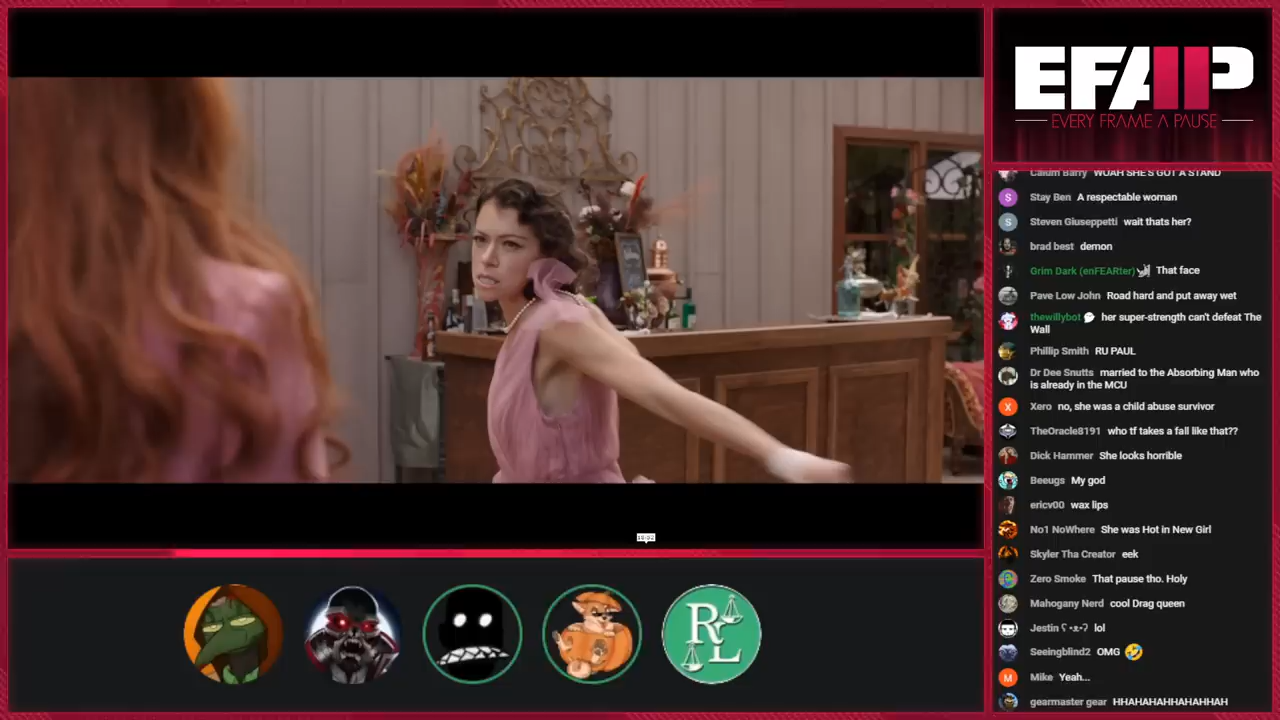 EFAP
EVERY FRAME A PAUSE
Calum Barry WOAH SHE'S GOT A STAND
Stay Ben A respectable woman
Steven Giuseppetti wait thats her?
brad best demon
Grim Dark (enFEARter) That face
Pave Low John Road hard and put away wet
thewillybot her super-strength can't defeat The
Wall
Phillip Smith RU PAUL
Dr Dee Snutts married to the Absorbing Man who
is already in the MCU
Xero no, she was a child abuse survivor
TheOracle8191 who tf takes a fall like that??
Dick Hammer She looks horrible
Beeugs My god
ericv00 wax lips
No1 NoWhere She was Hot in New Girl
Skyler Tha Creator eek
Zero Smoke That pause tho. Holy
Mahogany Nerd cool Drag queen
Jestin ʕ •ᴥ•ʔ lol
Seeingblind2 OMG 🤣
Mike Yeah...
gearmaster gear HHAHAHAHHAHAHHAH
S
S
X
M
RL